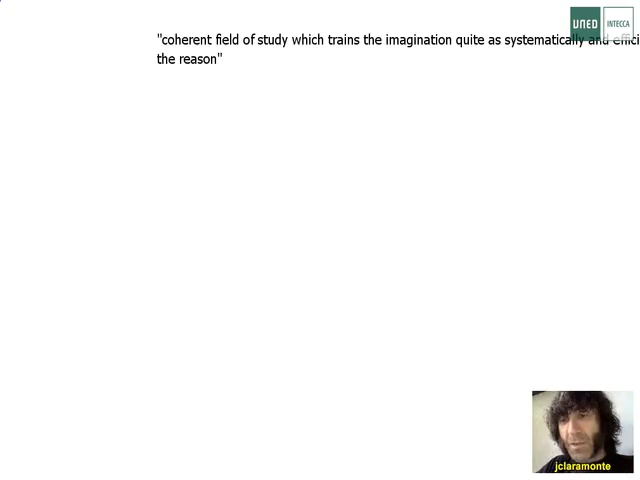 UNED INTECCA
"coherent field of study which trains the imagination quite as systematically and
the reason"
jclaramonte